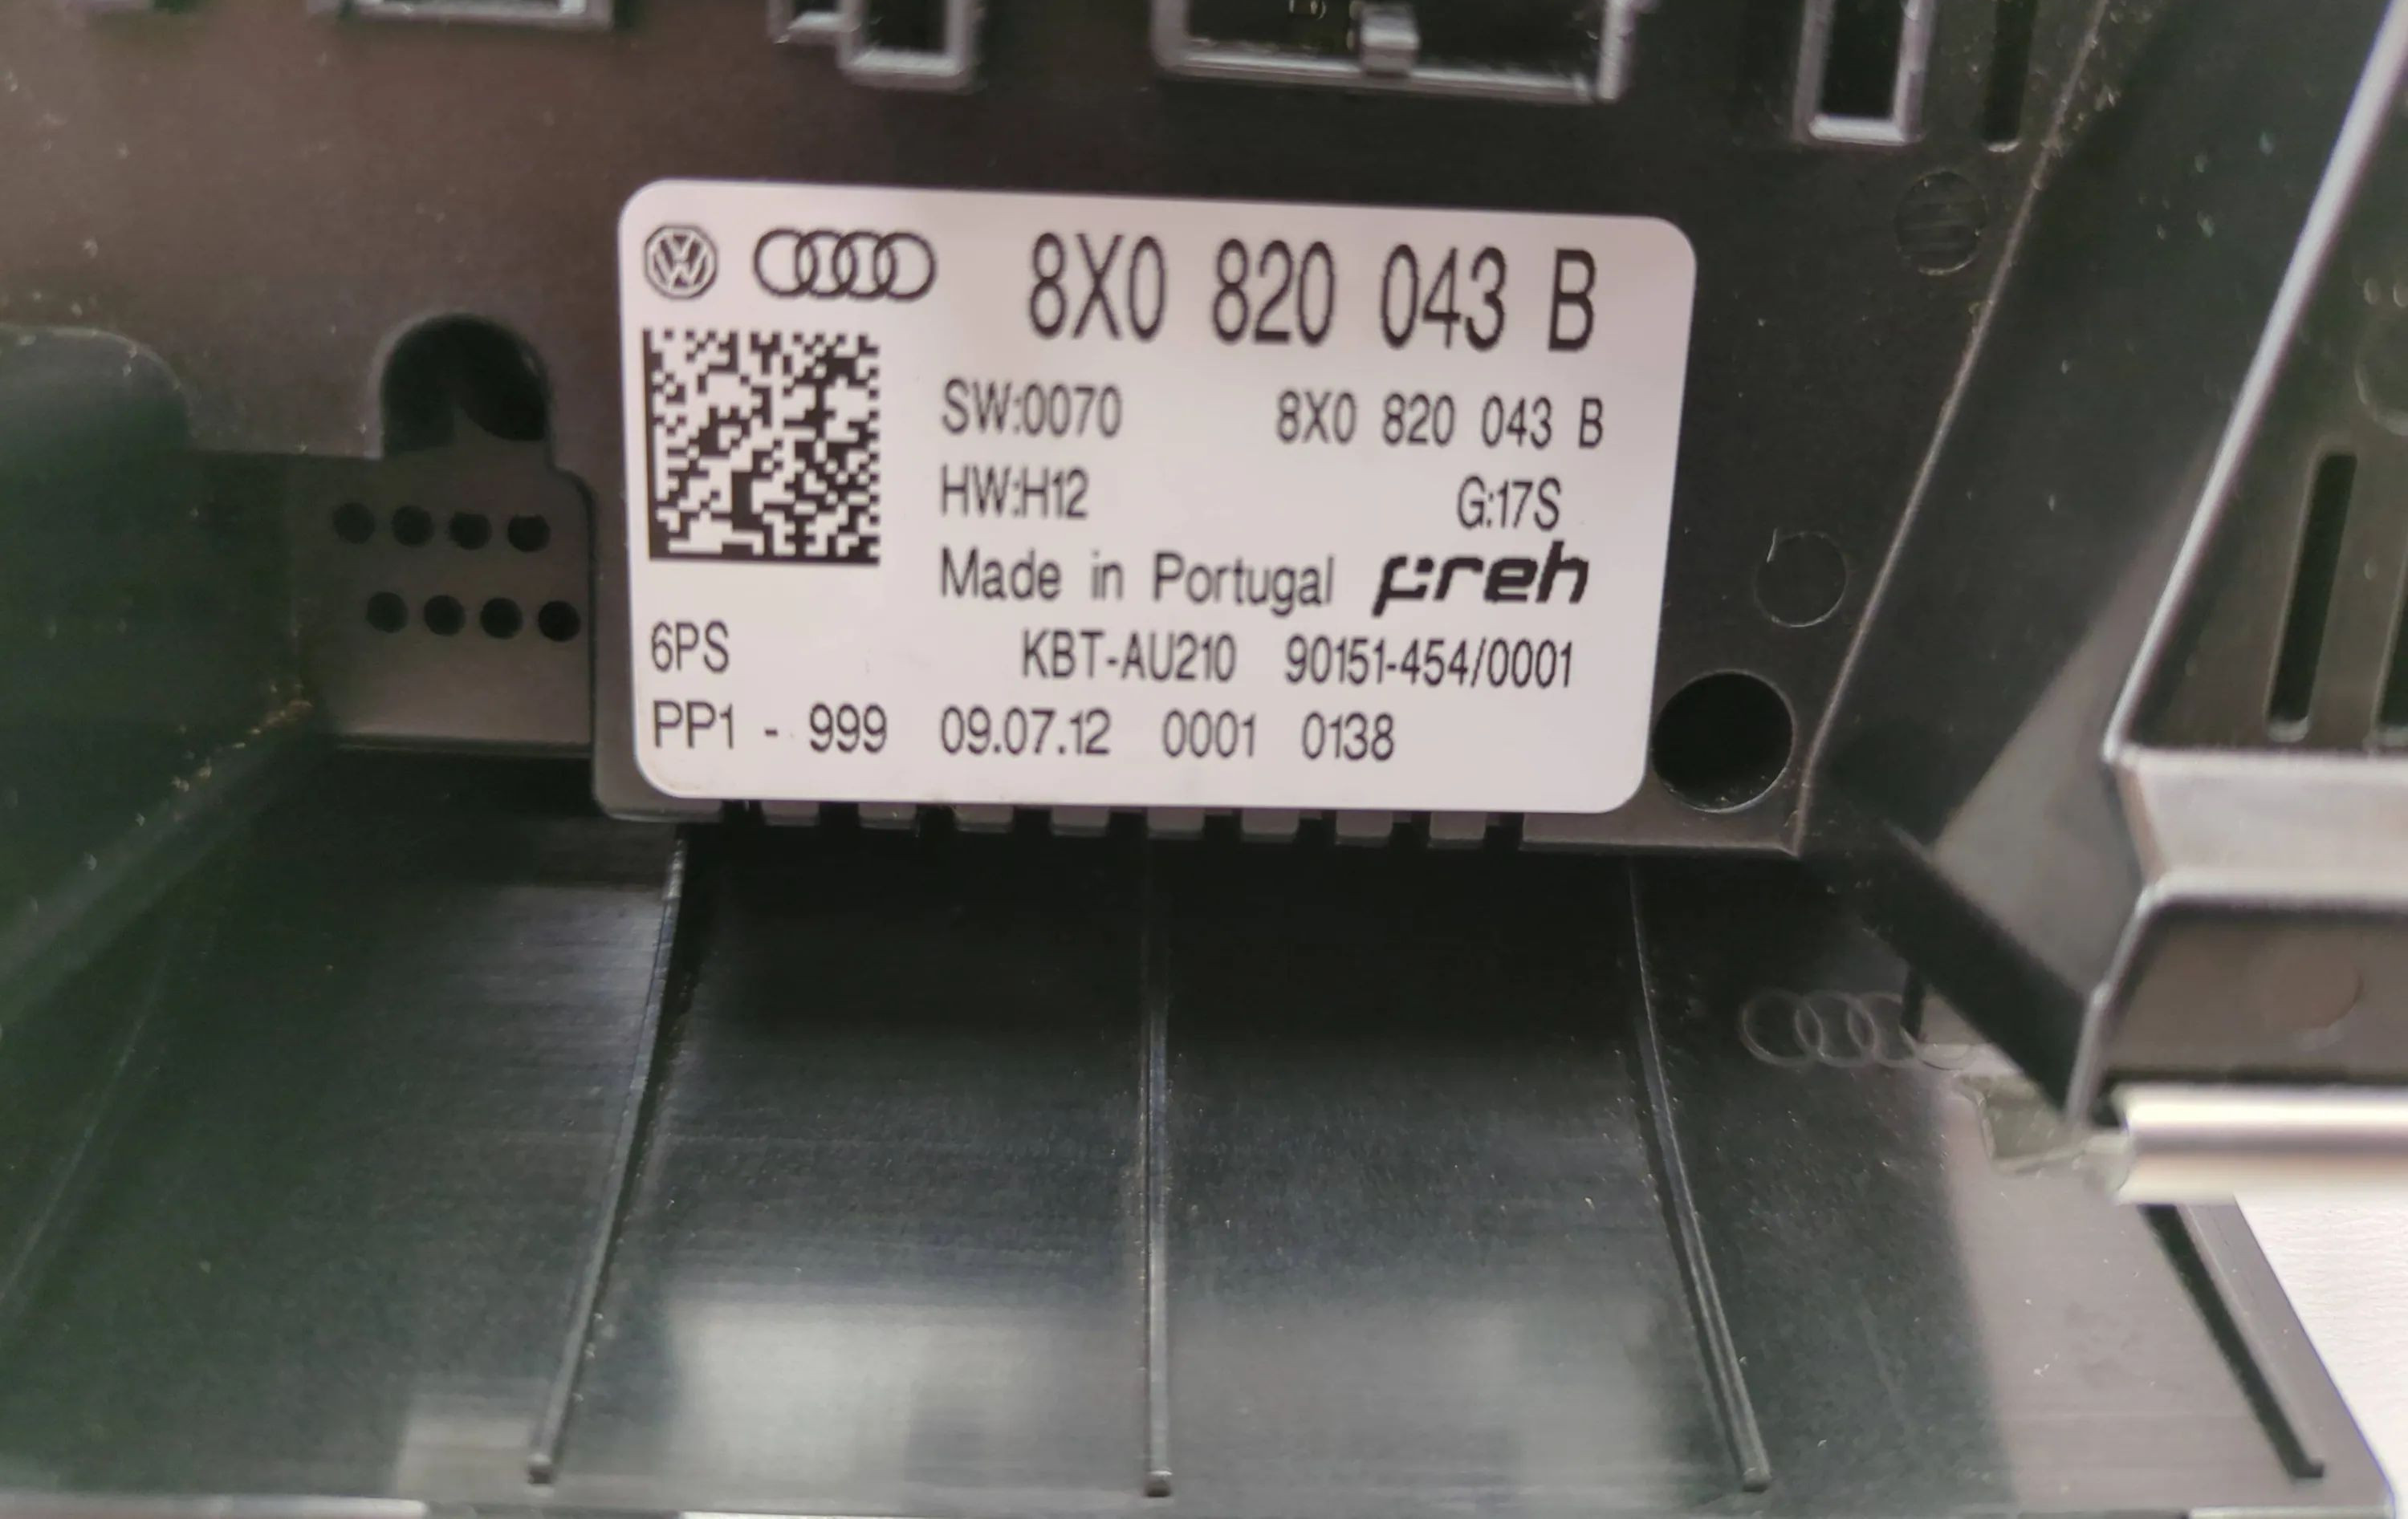 8X0 820 043 B
SW:0070 8X0 820 043 B
HW:H12 G:17S
Made in Portugal preh
6PS KBT-AU210 90151-454/0001
PP1 - 999 09.07.12 0001 0138